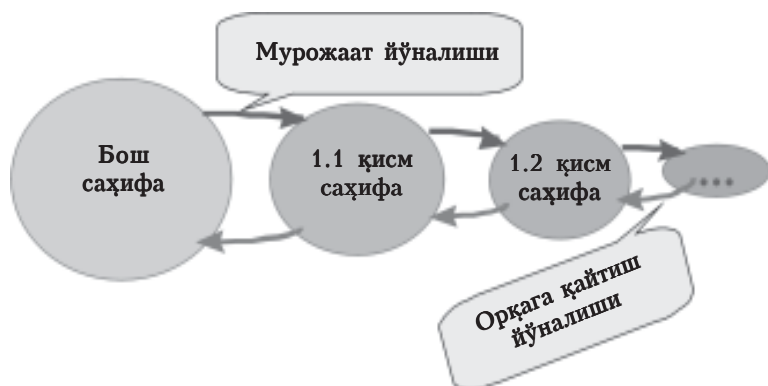 Мурожаат йўналиши
Бош
саҳифа
1.1 қисм
саҳифа
1.2 қисм
саҳифа
...
Орқага қайтиш
йўналиши